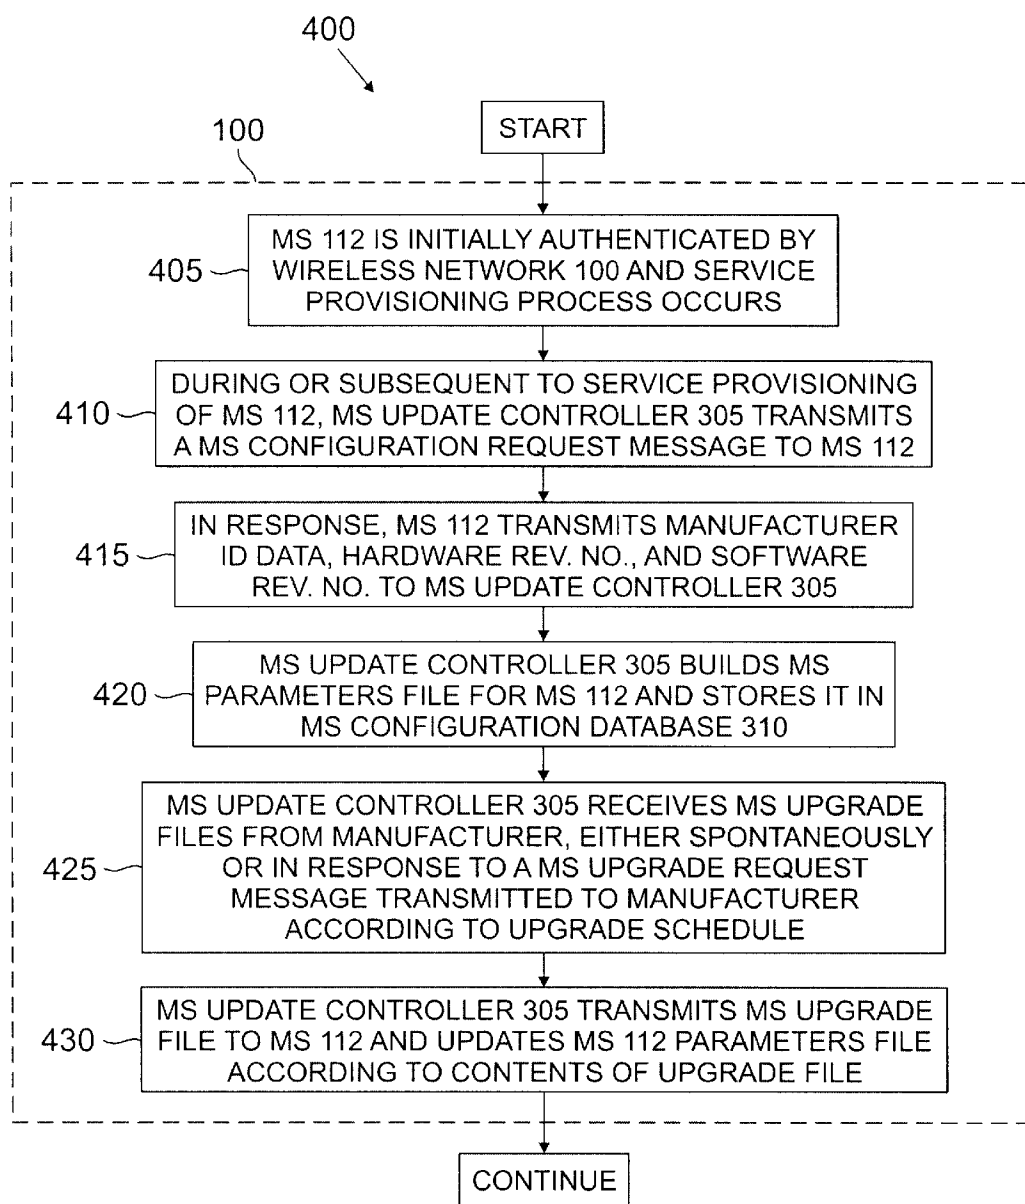 400
START
100
405
MS 112 IS INITIALLY AUTHENTICATED BY
WIRELESS NETWORK 100 AND SERVICE
PROVISIONING PROCESS OCCURS
410
DURING OR SUBSEQUENT TO SERVICE PROVISIONING
OF MS 112, MS UPDATE CONTROLLER 305 TRANSMITS
A MS CONFIGURATION REQUEST MESSAGE TO MS 112
415
IN RESPONSE, MS 112 TRANSMITS MANUFACTURER
ID DATA, HARDWARE REV. NO., AND SOFTWARE
REV. NO. TO MS UPDATE CONTROLLER 305
420
MS UPDATE CONTROLLER 305 BUILDS MS
PARAMETERS FILE FOR MS 112 AND STORES IT IN
MS CONFIGURATION DATABASE 310
425
MS UPDATE CONTROLLER 305 RECEIVES MS UPGRADE
FILES FROM MANUFACTURER, EITHER SPONTANEOUSLY
OR IN RESPONSE TO A MS UPGRADE REQUEST
MESSAGE TRANSMITTED TO MANUFACTURER
ACCORDING TO UPGRADE SCHEDULE
430
MS UPDATE CONTROLLER 305 TRANSMITS MS UPGRADE
FILE TO MS 112 AND UPDATES MS 112 PARAMETERS FILE
ACCORDING TO CONTENTS OF UPGRADE FILE
CONTINUE